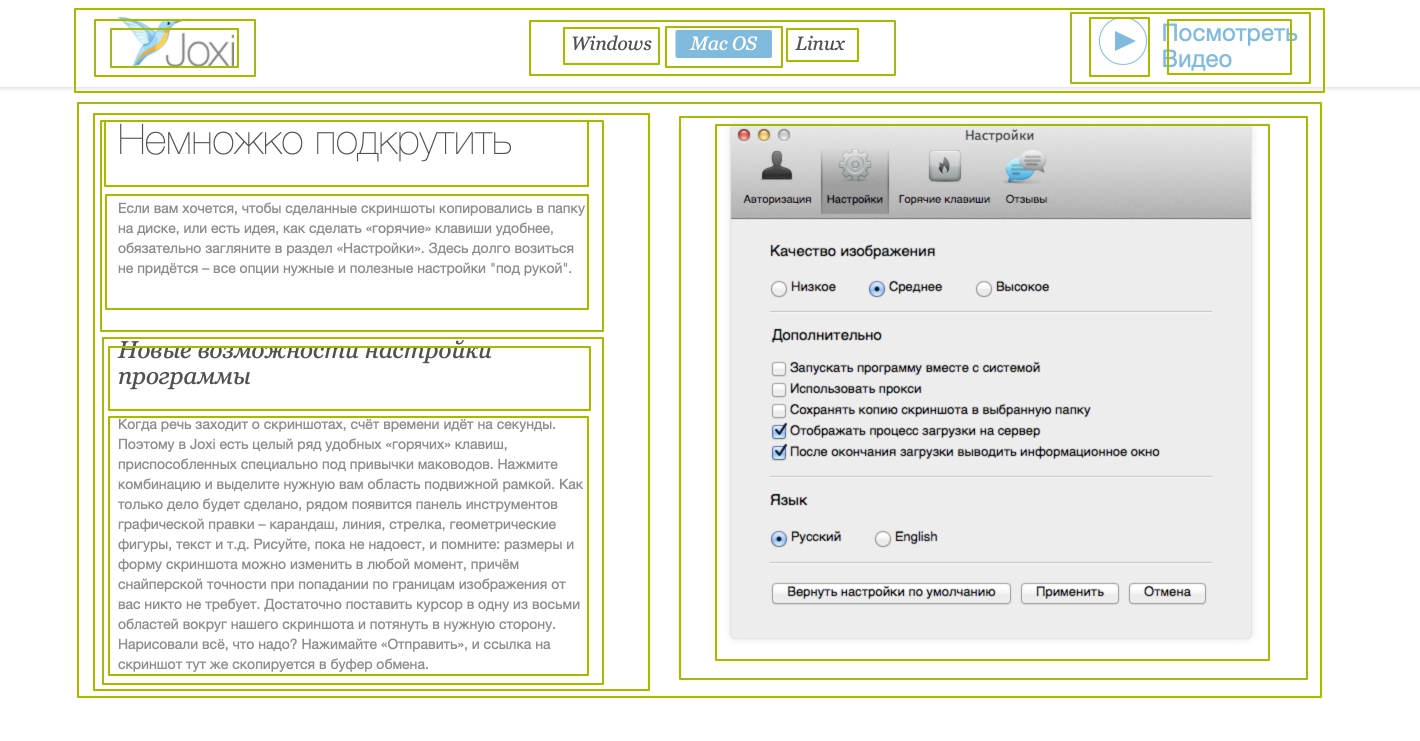 Joxi
Windows Mac OS Linux
Посмотреть
Видео
Немножко подкрутить
Если вам хочется, чтобы сделанные скриншоты копировались в папку
на диске, или есть идея, как сделать «горячие» клавиши удобнее,
обязательно загляните в раздел «Настройки». Здесь долго возиться
не придётся – все опции нужные и полезные настройки "под рукой".
Новые возможности настройки
программы
Когда речь заходит о скриншотах, счёт времени идёт на секунды.
Поэтому в Joxi есть целый ряд удобных «горячих» клавиш,
приспособленных специально под привычки маководов. Нажмите
комбинацию и выделите нужную вам область подвижной рамкой. Как
только дело будет сделано, рядом появится панель инструментов
графической правки – карандаш, линия, стрелка, геометрические
фигуры, текст и т.д. Рисуйте, пока не надоест, и помните: размеры и
форму скриншота можно изменить в любой момент, причём
снайперской точности при попадании по границам изображения от
вас никто не требует. Достаточно поставить курсор в одну из восьми
областей вокруг нашего скриншота и потянуть в нужную сторону.
Нарисовали всё, что надо? Нажимайте «Отправить», и ссылка на
скриншот тут же скопируется в буфер обмена.
Настройки
Авторизация Настройки Горячие клавиши Отзывы
Качество изображения
Низкое Среднее Высокое
Дополнительно
Запускать программу вместе с системой
Использовать прокси
Сохранять копию скриншота в выбранную папку
Отображать процесс загрузки на сервер
После окончания загрузки выводить информационное окно
Язык
Русский English
Вернуть настройки по умолчанию Применить Отмена